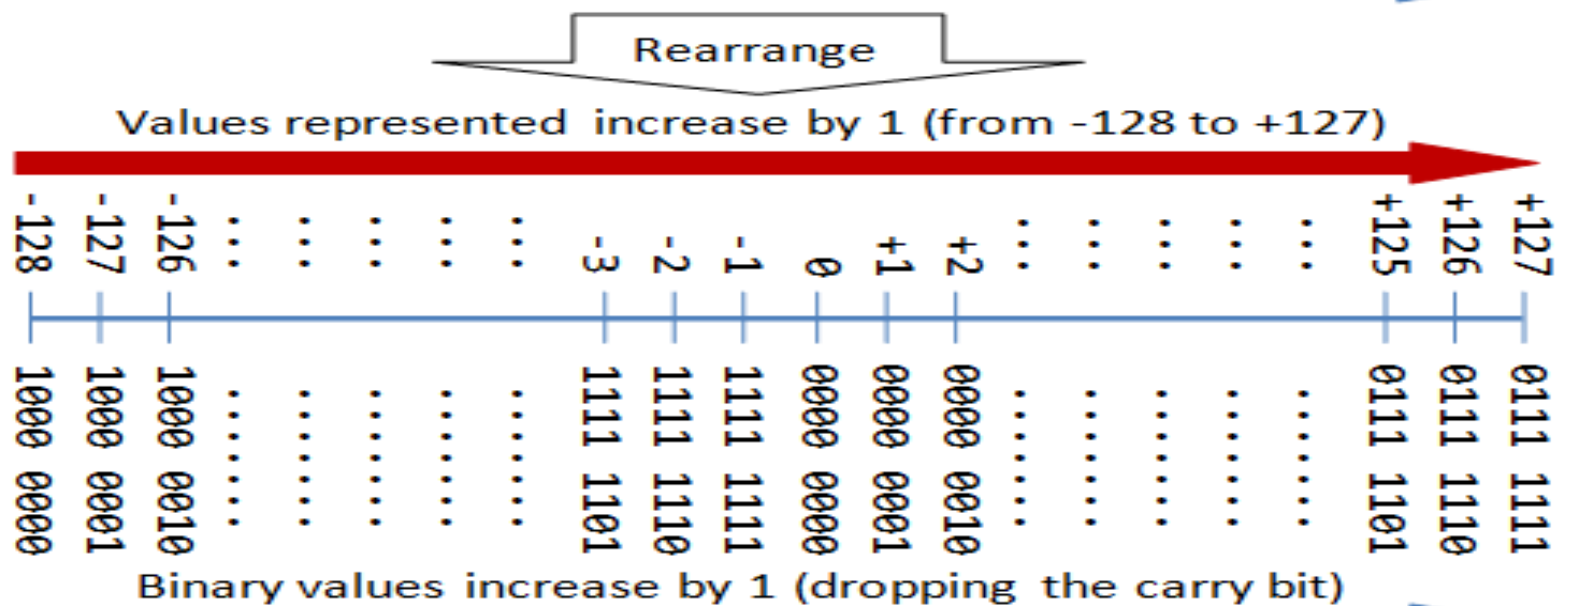 Rearrange
Values represented increase by 1 (from -128 to +127)
-128 -127 -126 ... ... ... ... ... -3 -2 -1 0 +1 +2 ... ... ... ... ... +125 +126 +127
1000 0000 1000 0001 1000 0010 ....... ....... ....... ....... ....... 1111 1101 1111 1110 1111 1111 0000 0000 0000 0001 0000 0010 ....... ....... ....... ....... ....... 0111 1101 0111 1110 0111 1111
Binary values increase by 1 (dropping the carry bit)